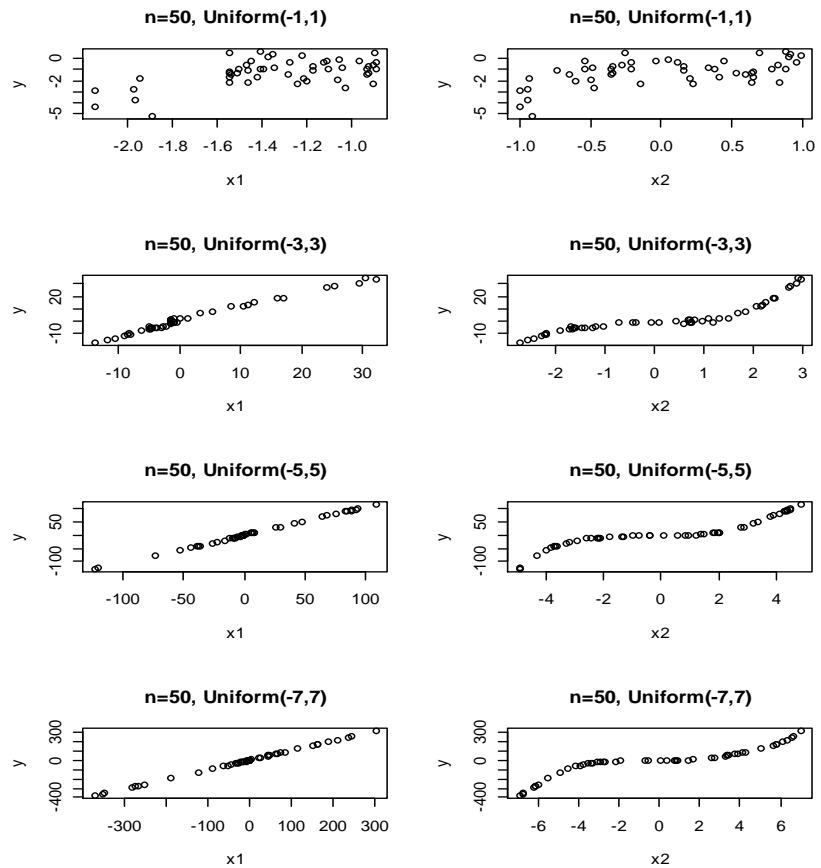 n=50, Uniform(-1,1)
y
0
-2
-5
-2.0 -1.8 -1.6 -1.4 -1.2 -1.0
x1
n=50, Uniform(-1,1)
y
0
-2
-5
-1.0 -0.5 0.0 0.5 1.0
x2
n=50, Uniform(-3,3)
y
20
-10
-10 0 10 20 30
x1
n=50, Uniform(-3,3)
y
20
-10
-2 -1 0 1 2 3
x2
n=50, Uniform(-5,5)
y
50
-100
-100 -50 0 50 100
x1
n=50, Uniform(-5,5)
y
50
-100
-4 -2 0 2 4
x2
n=50, Uniform(-7,7)
y
300
0
-400
-300 -100 0 100 200 300
x1
n=50, Uniform(-7,7)
y
300
0
-400
-6 -4 -2 0 2 4 6
x2